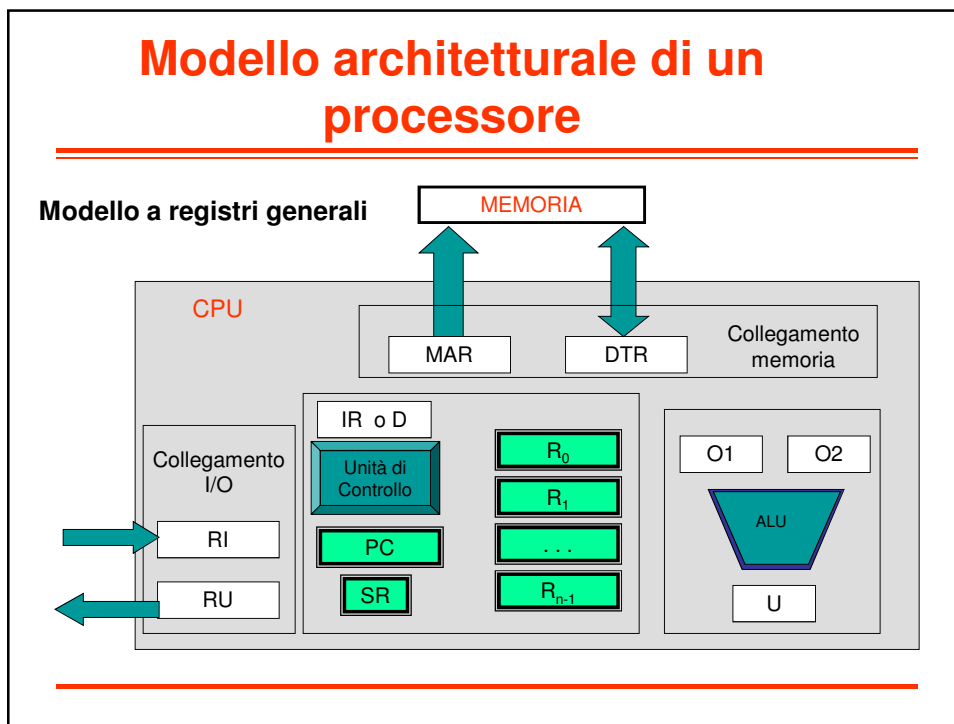 Modello architetturale di un
processore
Modello a registri generali
MEMORIA
CPU
MAR
DTR
Collegamento
memoria
IR o D
Unità di
Controllo
PC
SR
R0
R1
. . .
Rn-1
Collegamento
I/O
RI
RU
O1
O2
ALU
U